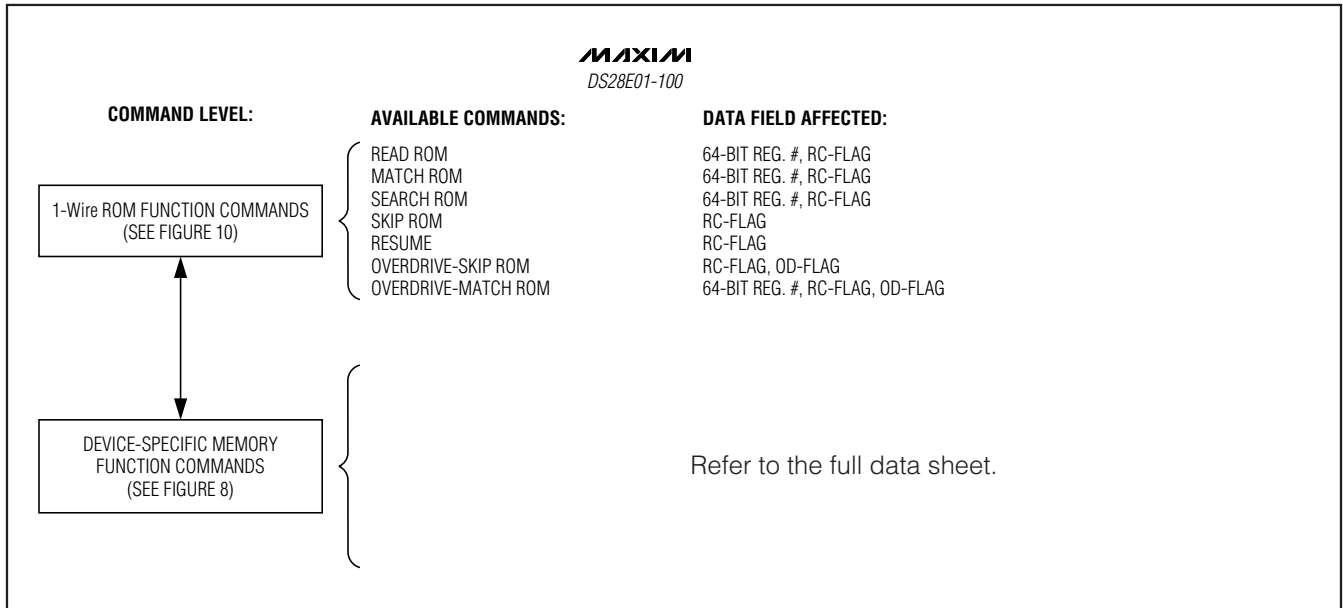 MAXIM
DS28E01-100
COMMAND LEVEL:
AVAILABLE COMMANDS:
DATA FIELD AFFECTED:
1-Wire ROM FUNCTION COMMANDS
(SEE FIGURE 10)
READ ROM 64-BIT REG. #, RC-FLAG
MATCH ROM 64-BIT REG. #, RC-FLAG
SEARCH ROM 64-BIT REG. #, RC-FLAG
SKIP ROM RC-FLAG
RESUME RC-FLAG
OVERDRIVE-SKIP ROM RC-FLAG, OD-FLAG
OVERDRIVE-MATCH ROM 64-BIT REG. #, RC-FLAG, OD-FLAG
DEVICE-SPECIFIC MEMORY
FUNCTION COMMANDS
(SEE FIGURE 8)
Refer to the full data sheet.